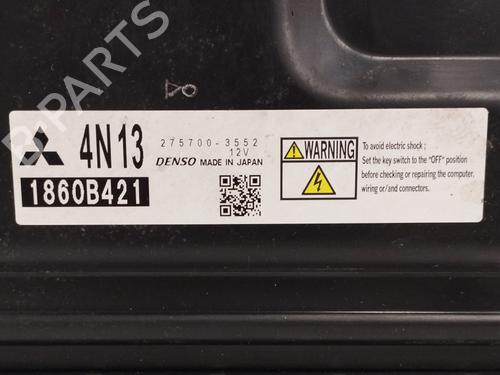 B-PARTS
4N13
275700-3552
12V
DENSO MADE IN JAPAN
1860B421
WARNING
To avoid electric shock ;
Set the key switch to the "OFF" position
before checking or repairing the computer,
wiring or/and connectors.